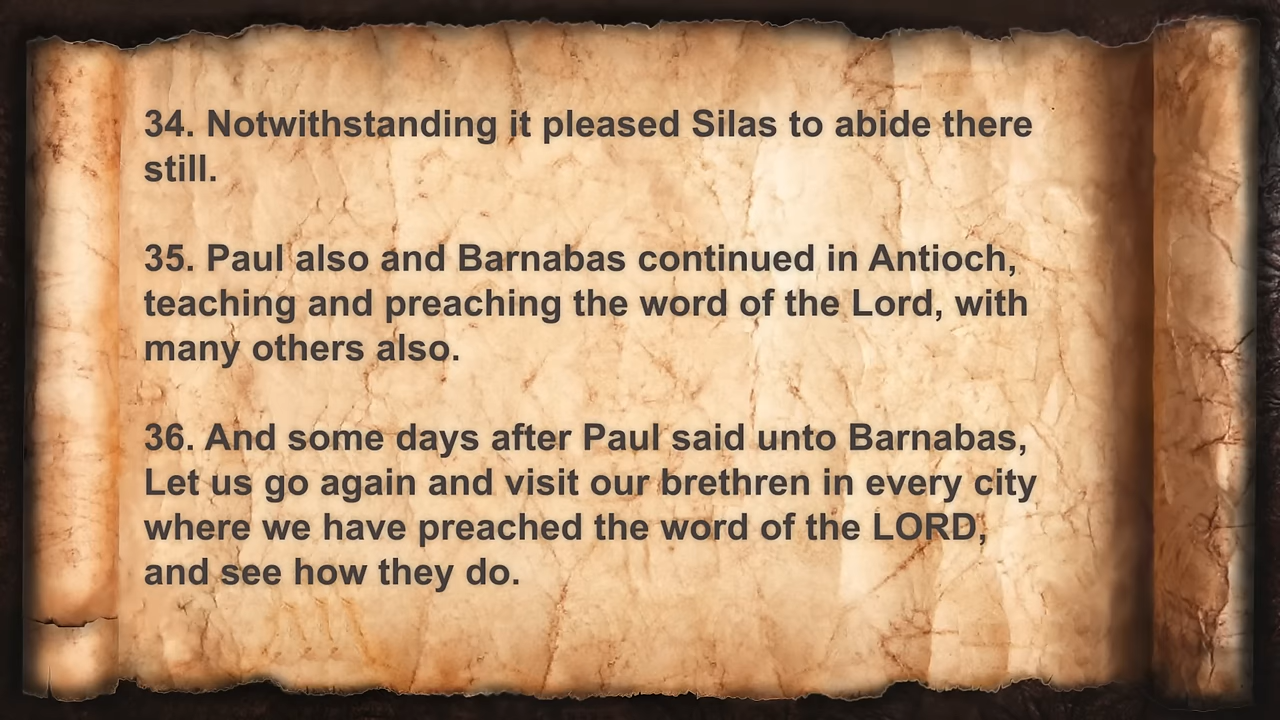 34. Notwithstanding it pleased Silas to abide there
still.
35. Paul also and Barnabas continued in Antioch,
teaching and preaching the word of the Lord, with
many others also.
36. And some days after Paul said unto Barnabas,
Let us go again and visit our brethren in every city
where we have preached the word of the LORD,
and see how they do.